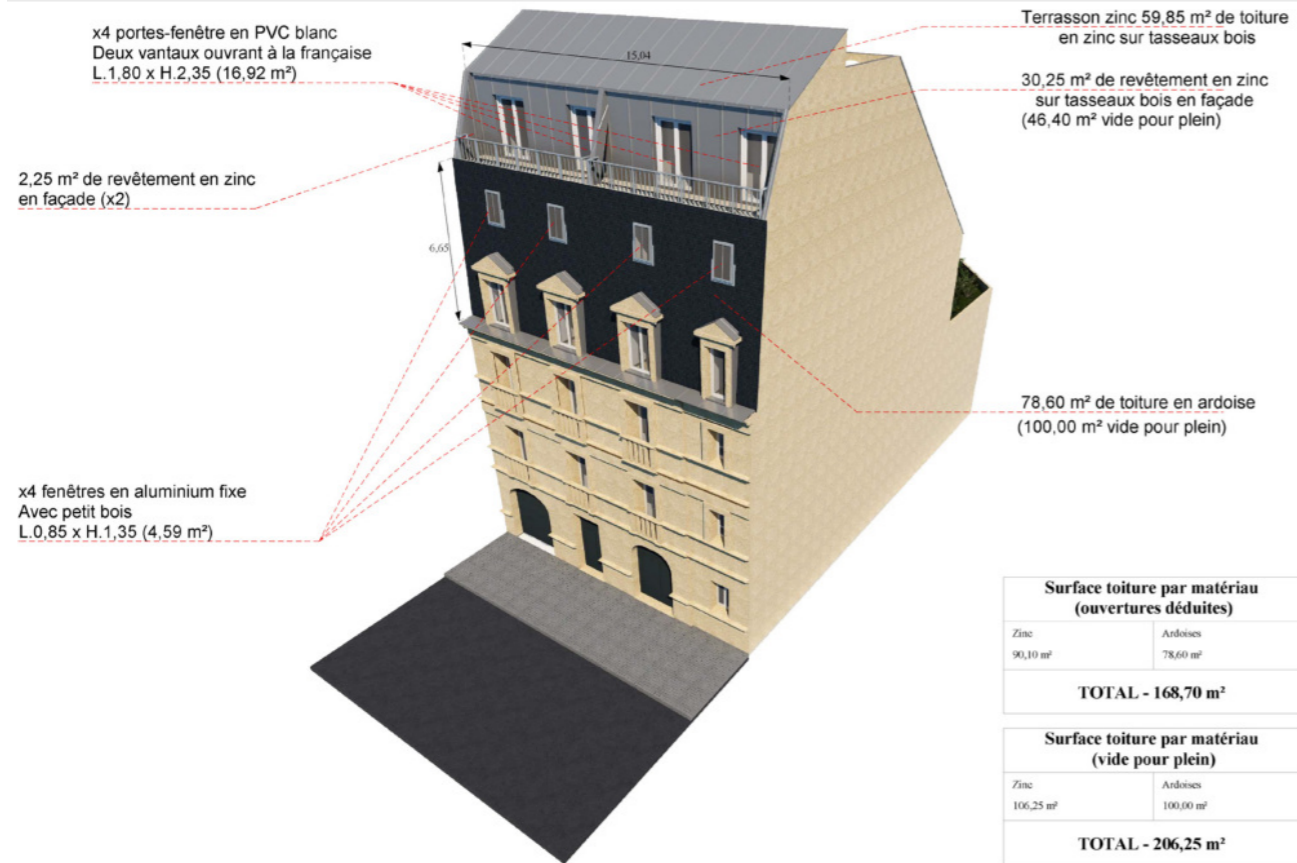 x4 portes-fenêtre en PVC blanc
Deux vantaux ouvrant à la française
L.1,80 x H.2,35 (16,92 m²)
2,25 m² de revêtement en zinc
en façade (x2)
x4 fenêtres en aluminium fixe
Avec petit bois
L.0,85 x H.1,35 (4,59 m²)
15,04
6,65
Terrasson zinc 59,85 m² de toiture
en zinc sur tasseaux bois
30,25 m² de revêtement en zinc
sur tasseaux bois en façade
(46,40 m² vide pour plein)
78,60 m² de toiture en ardoise
(100,00 m² vide pour plein)
Surface toiture par matériau
(ouvertures déduites)
Zinc
Ardoises
90,10 m²
78,60 m²
TOTAL - 168,70 m²
Surface toiture par matériau
(vide pour plein)
Zinc
Ardoises
106,25 m²
100,00 m²
TOTAL - 206,25 m²